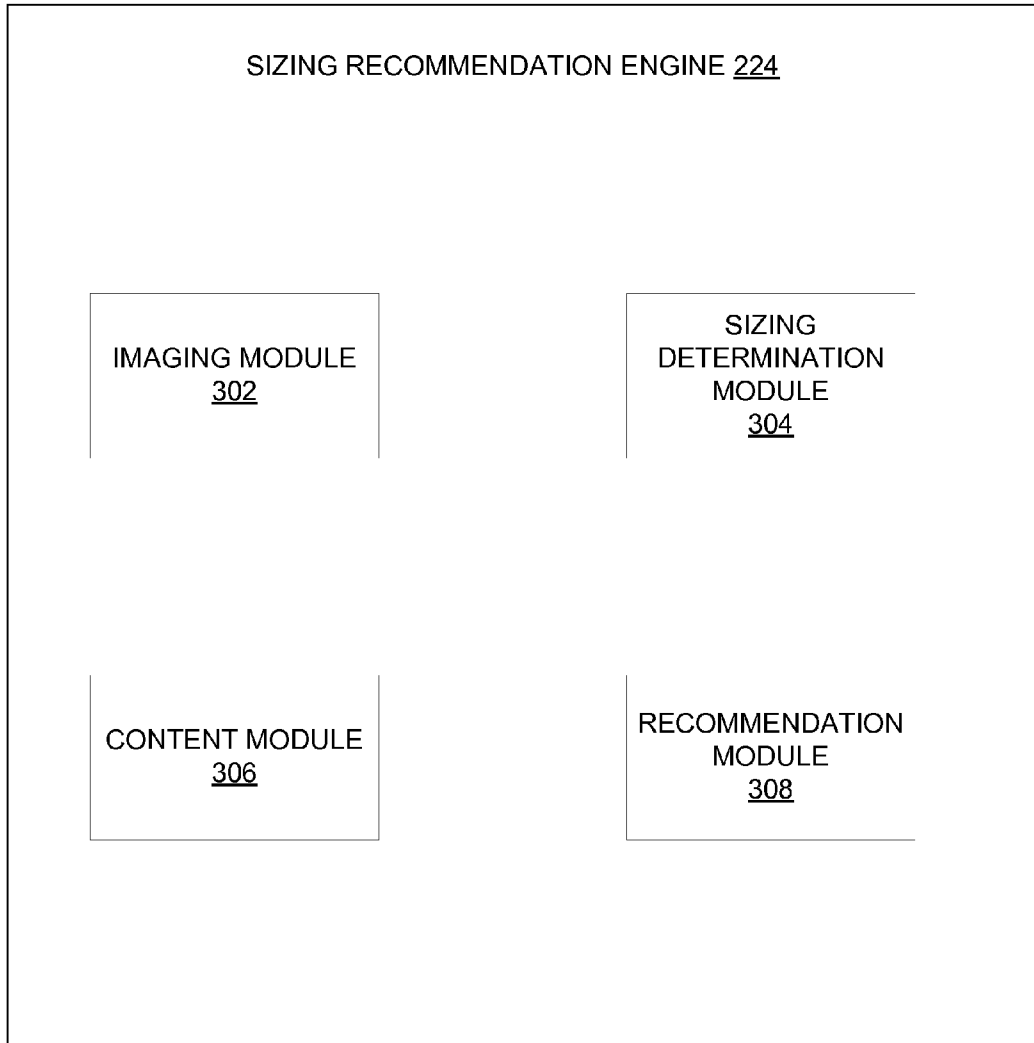 SIZING RECOMMENDATION ENGINE 224
IMAGING MODULE
302
SIZING
DETERMINATION
MODULE
304
CONTENT MODULE
306
RECOMMENDATION
MODULE
308